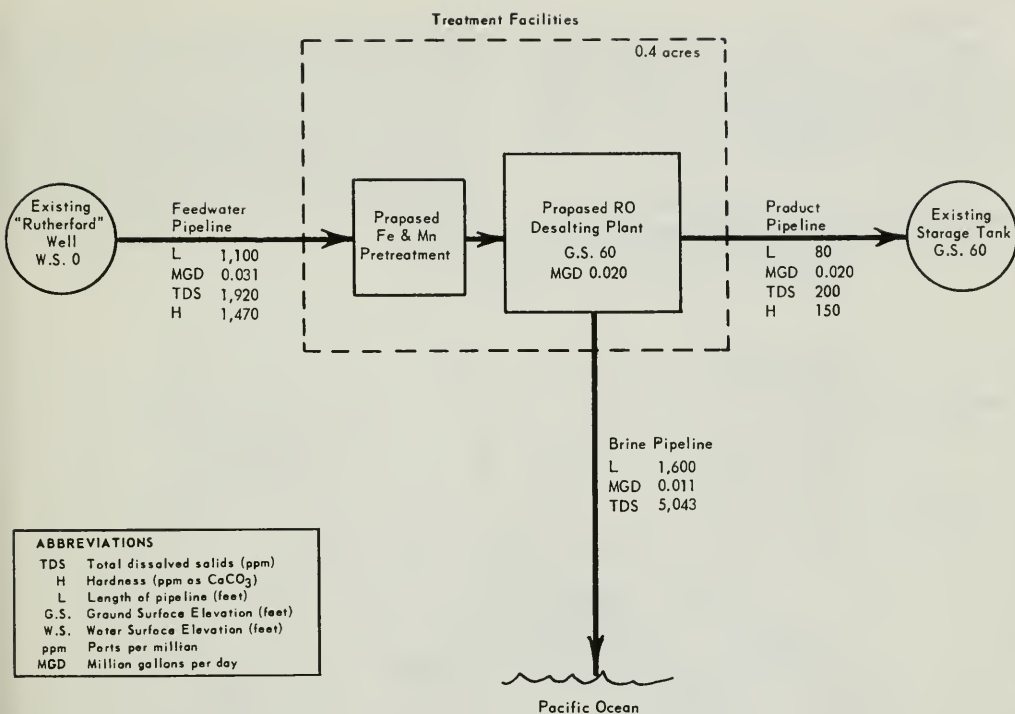 Treatment Facilities
0.4 acres
Existing
"Rutherford"
Well
W.S. 0
Feedwater
Pipeline
L 1,100
MGD 0.031
TDS 1,920
H 1,470
Prapased
Fe & Mn
Pretreatment
Prapased RO
Desalting Plant
G.S. 60
MGD 0.020
Product
Pipeline
L 80
MGD 0.020
TDS 200
H 150
Existing
Starage Tank
G.S. 60
Brine Pipeline
L 1,600
MGD 0.011
TDS 5,043
ABBREVIATIONS
TDS Total dissalved salids (ppm)
H Hardness (ppm as CaCO3)
L Length af pipeline (feet)
G.S. Ground Surface Elevation (feet)
W.S. Water Surface Elevation (feet)
ppm Parts per millian
MGD Million gallons per day
Pacific Ocean